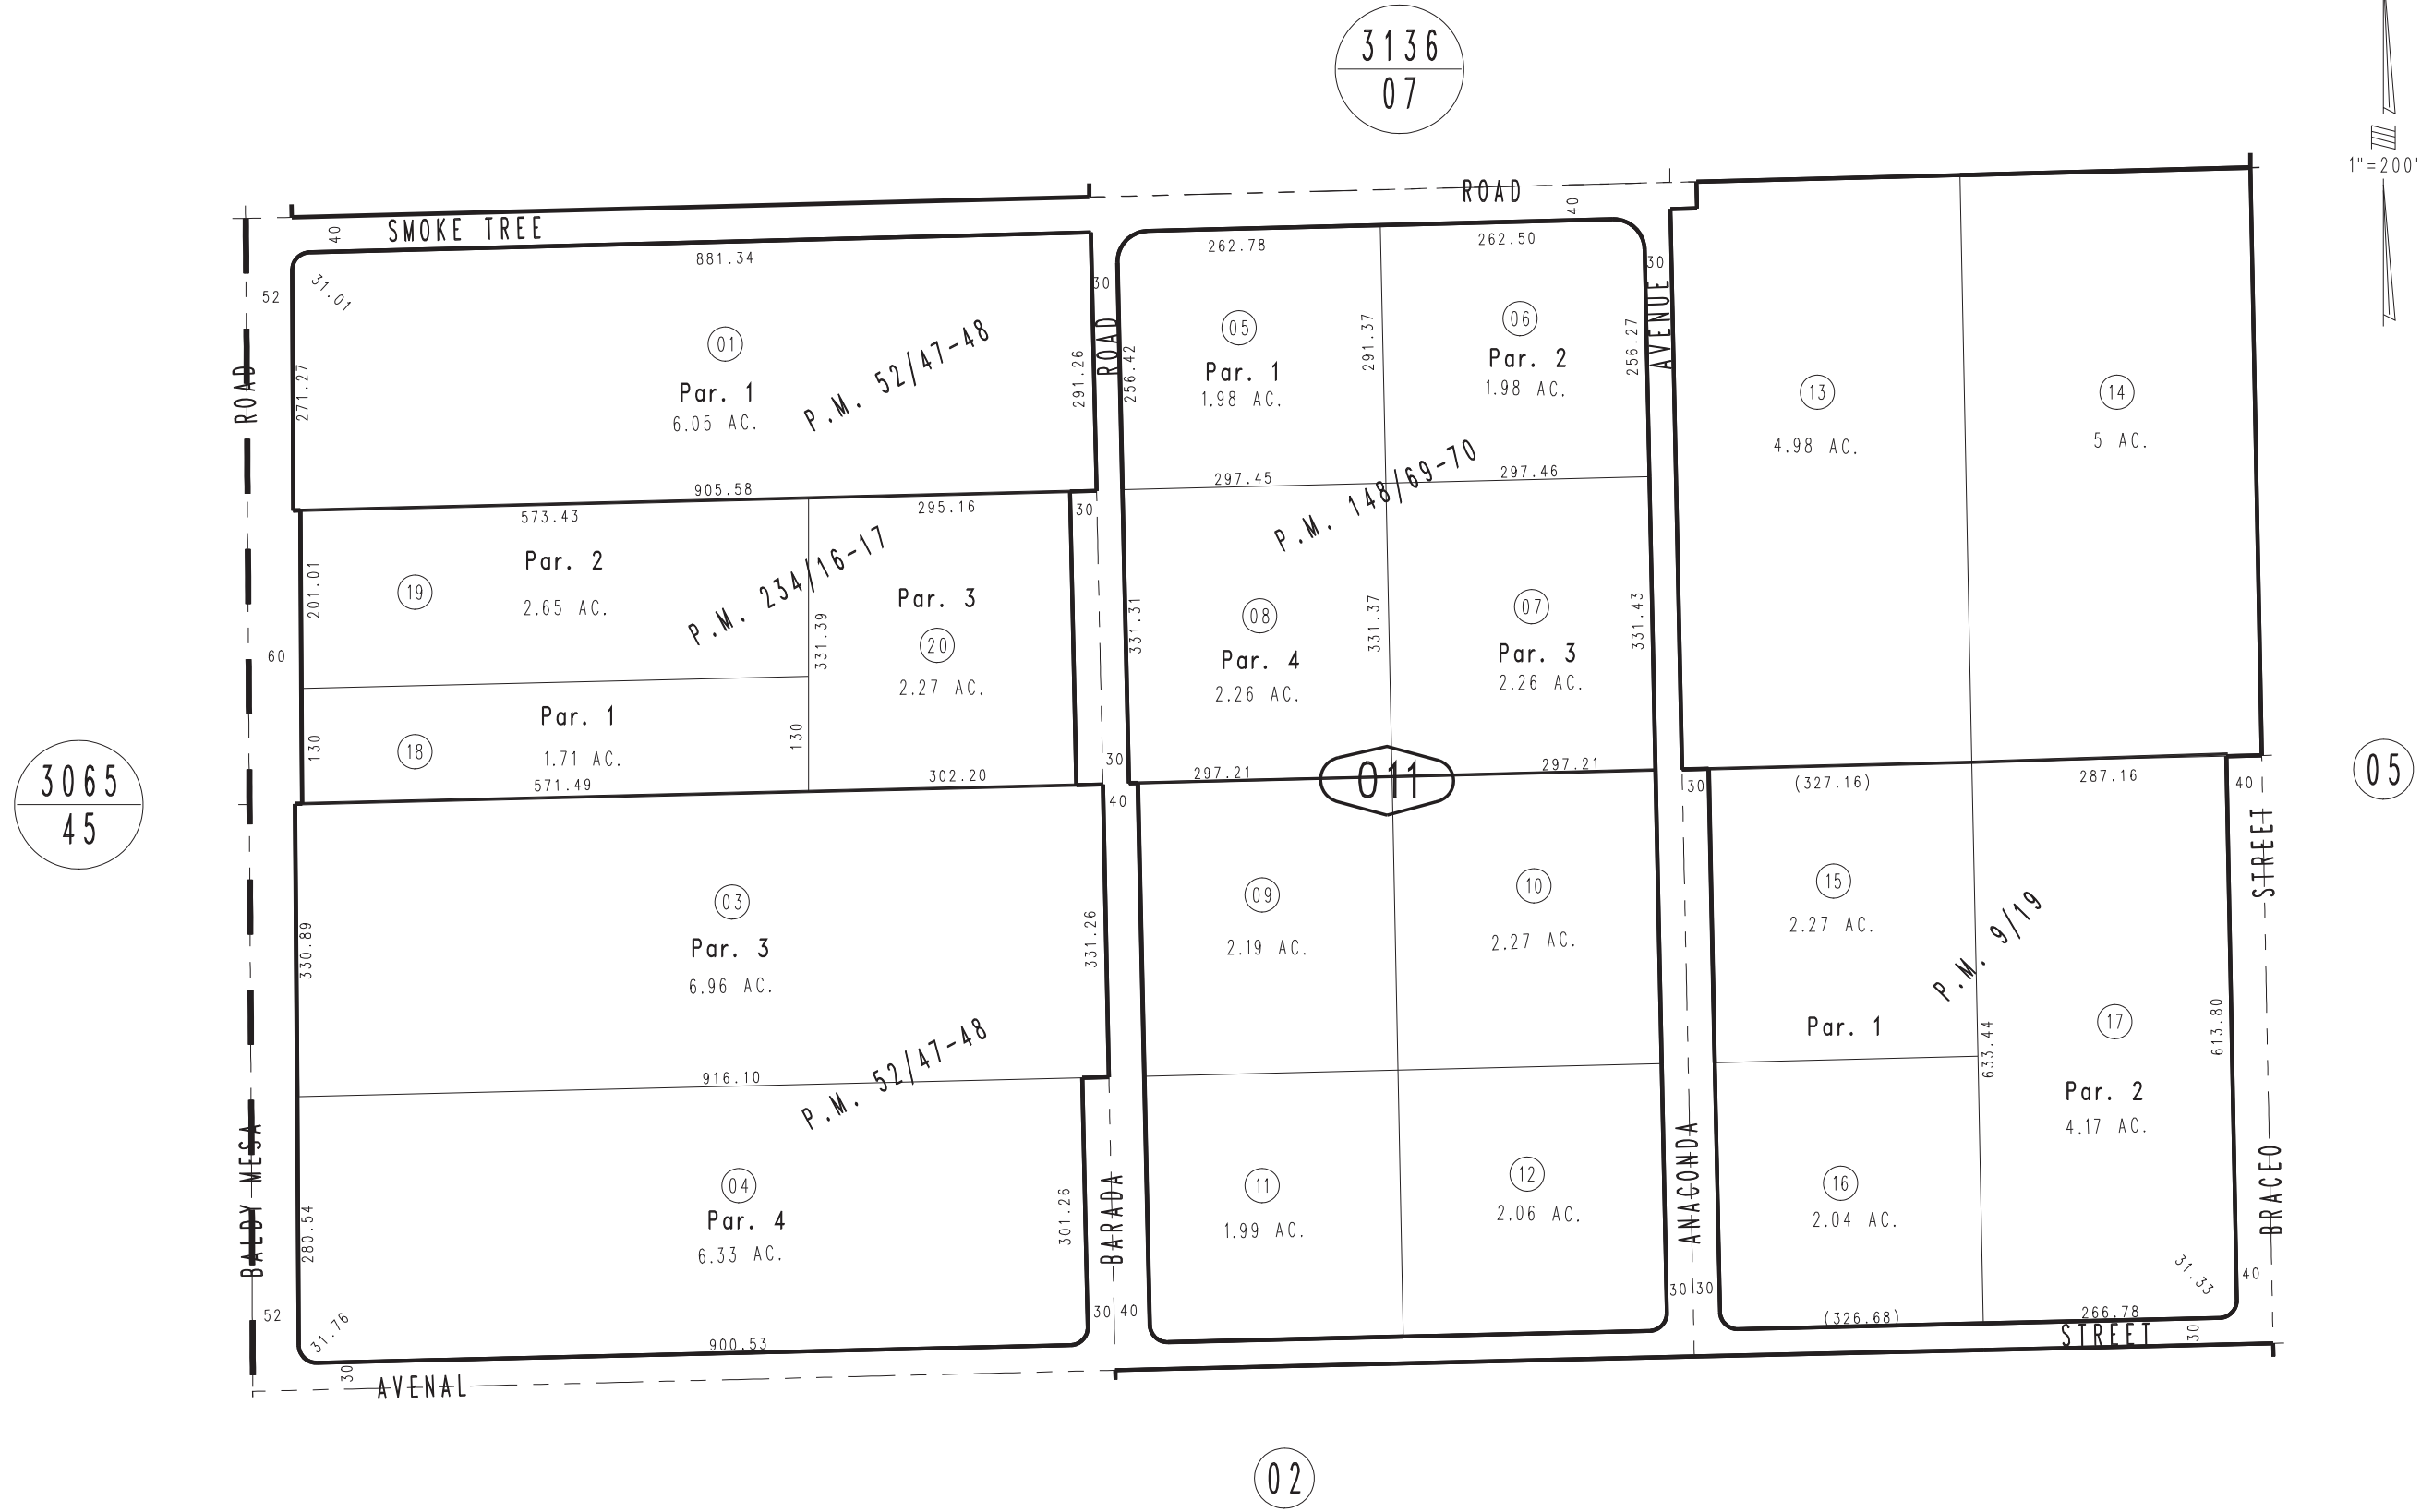 3136
07
1"=200'
ROAD
40
SMOKE TREE
40
881.34
262.78
262.50
31.01
52
30
30
ROAD
271.27
01
Par. 1
6.05 AC.
P.M. 52/47-48
291.26
ROAD
256.42
05
Par. 1
1.98 AC.
291.37
06
Par. 2
1.98 AC.
256.27
AVENUE
13
4.98 AC.
14
5 AC.
905.58
297.45
297.46
P.M. 148/69-70
573.43
295.16
30
Par. 2
19
2.65 AC.
201.01
P.M. 234/16-17
Par. 3
20
2.27 AC.
331.39
331.31
08
Par. 4
2.26 AC.
331.37
07
Par. 3
2.26 AC.
331.43
60
Par. 1
18
1.71 AC.
130
130
571.49
302.20
30
40
297.21
011
297.21
30
(327.16)
287.16
40
3065
45
05
STREET
03
Par. 3
6.96 AC.
330.89
331.26
09
2.19 AC.
10
2.27 AC.
15
2.27 AC.
P.M. 9/19
Par. 1
633.44
17
Par. 2
4.17 AC.
613.80
916.10
P.M. 52/47-48
BALDY MESA
280.54
04
Par. 4
6.33 AC.
301.26
BARADA
11
1.99 AC.
12
2.06 AC.
ANACONDA
16
2.04 AC.
BRACEO
31.33
40
52
31.76
900.53
30
40
30
30
(326.68)
266.78
30
STREET
30
AVENAL
02